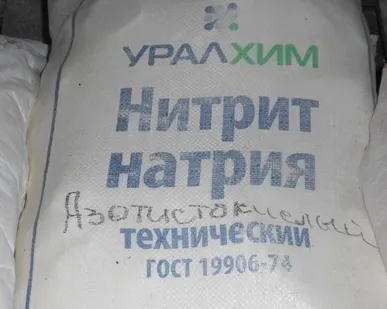 УРАЛХИМ
Нитрит
натрия
Азотистокислый
технический
ГОСТ 19906-74